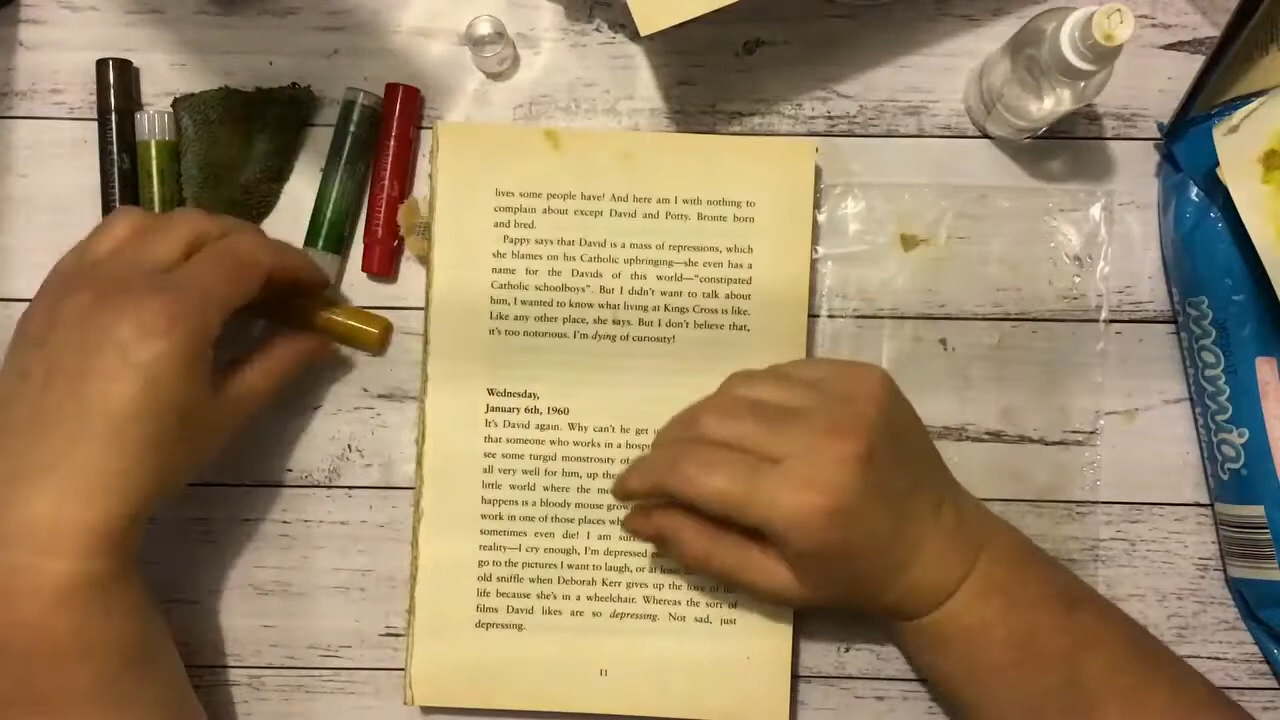 lives some people have! And here am I with nothing to
complain about except David and Potty. Bronte born
and bred.
Pappy says that David is a mass of repressions, which
she blames on his Catholic upbringing—she even has a
name for the Davids of this world—“constipated
Catholic schoolboys”. But I didn’t want to talk about
him, I wanted to know what living at Kings Cross is like.
Like any other place, she says. But I don’t believe that,
it’s too notorious. I’m dying of curiosity!
Wednesday,
January 6th, 1960
It’s David again. Why can’t he get
that someone who works in a
see some turgid monstrosity of
all very well for him, up
little world where the
happens is a bloody mouse
work in one of those places
sometimes even die! I am
reality—I cry enough, I’m depressed
go to the pictures I want to laugh, or at
old sniffle when Deborah Kerr gives up the love of
life because she’s in a wheelchair. Whereas the sort of
films David likes are so depressing. Not sad, just
depressing.
11
mamia